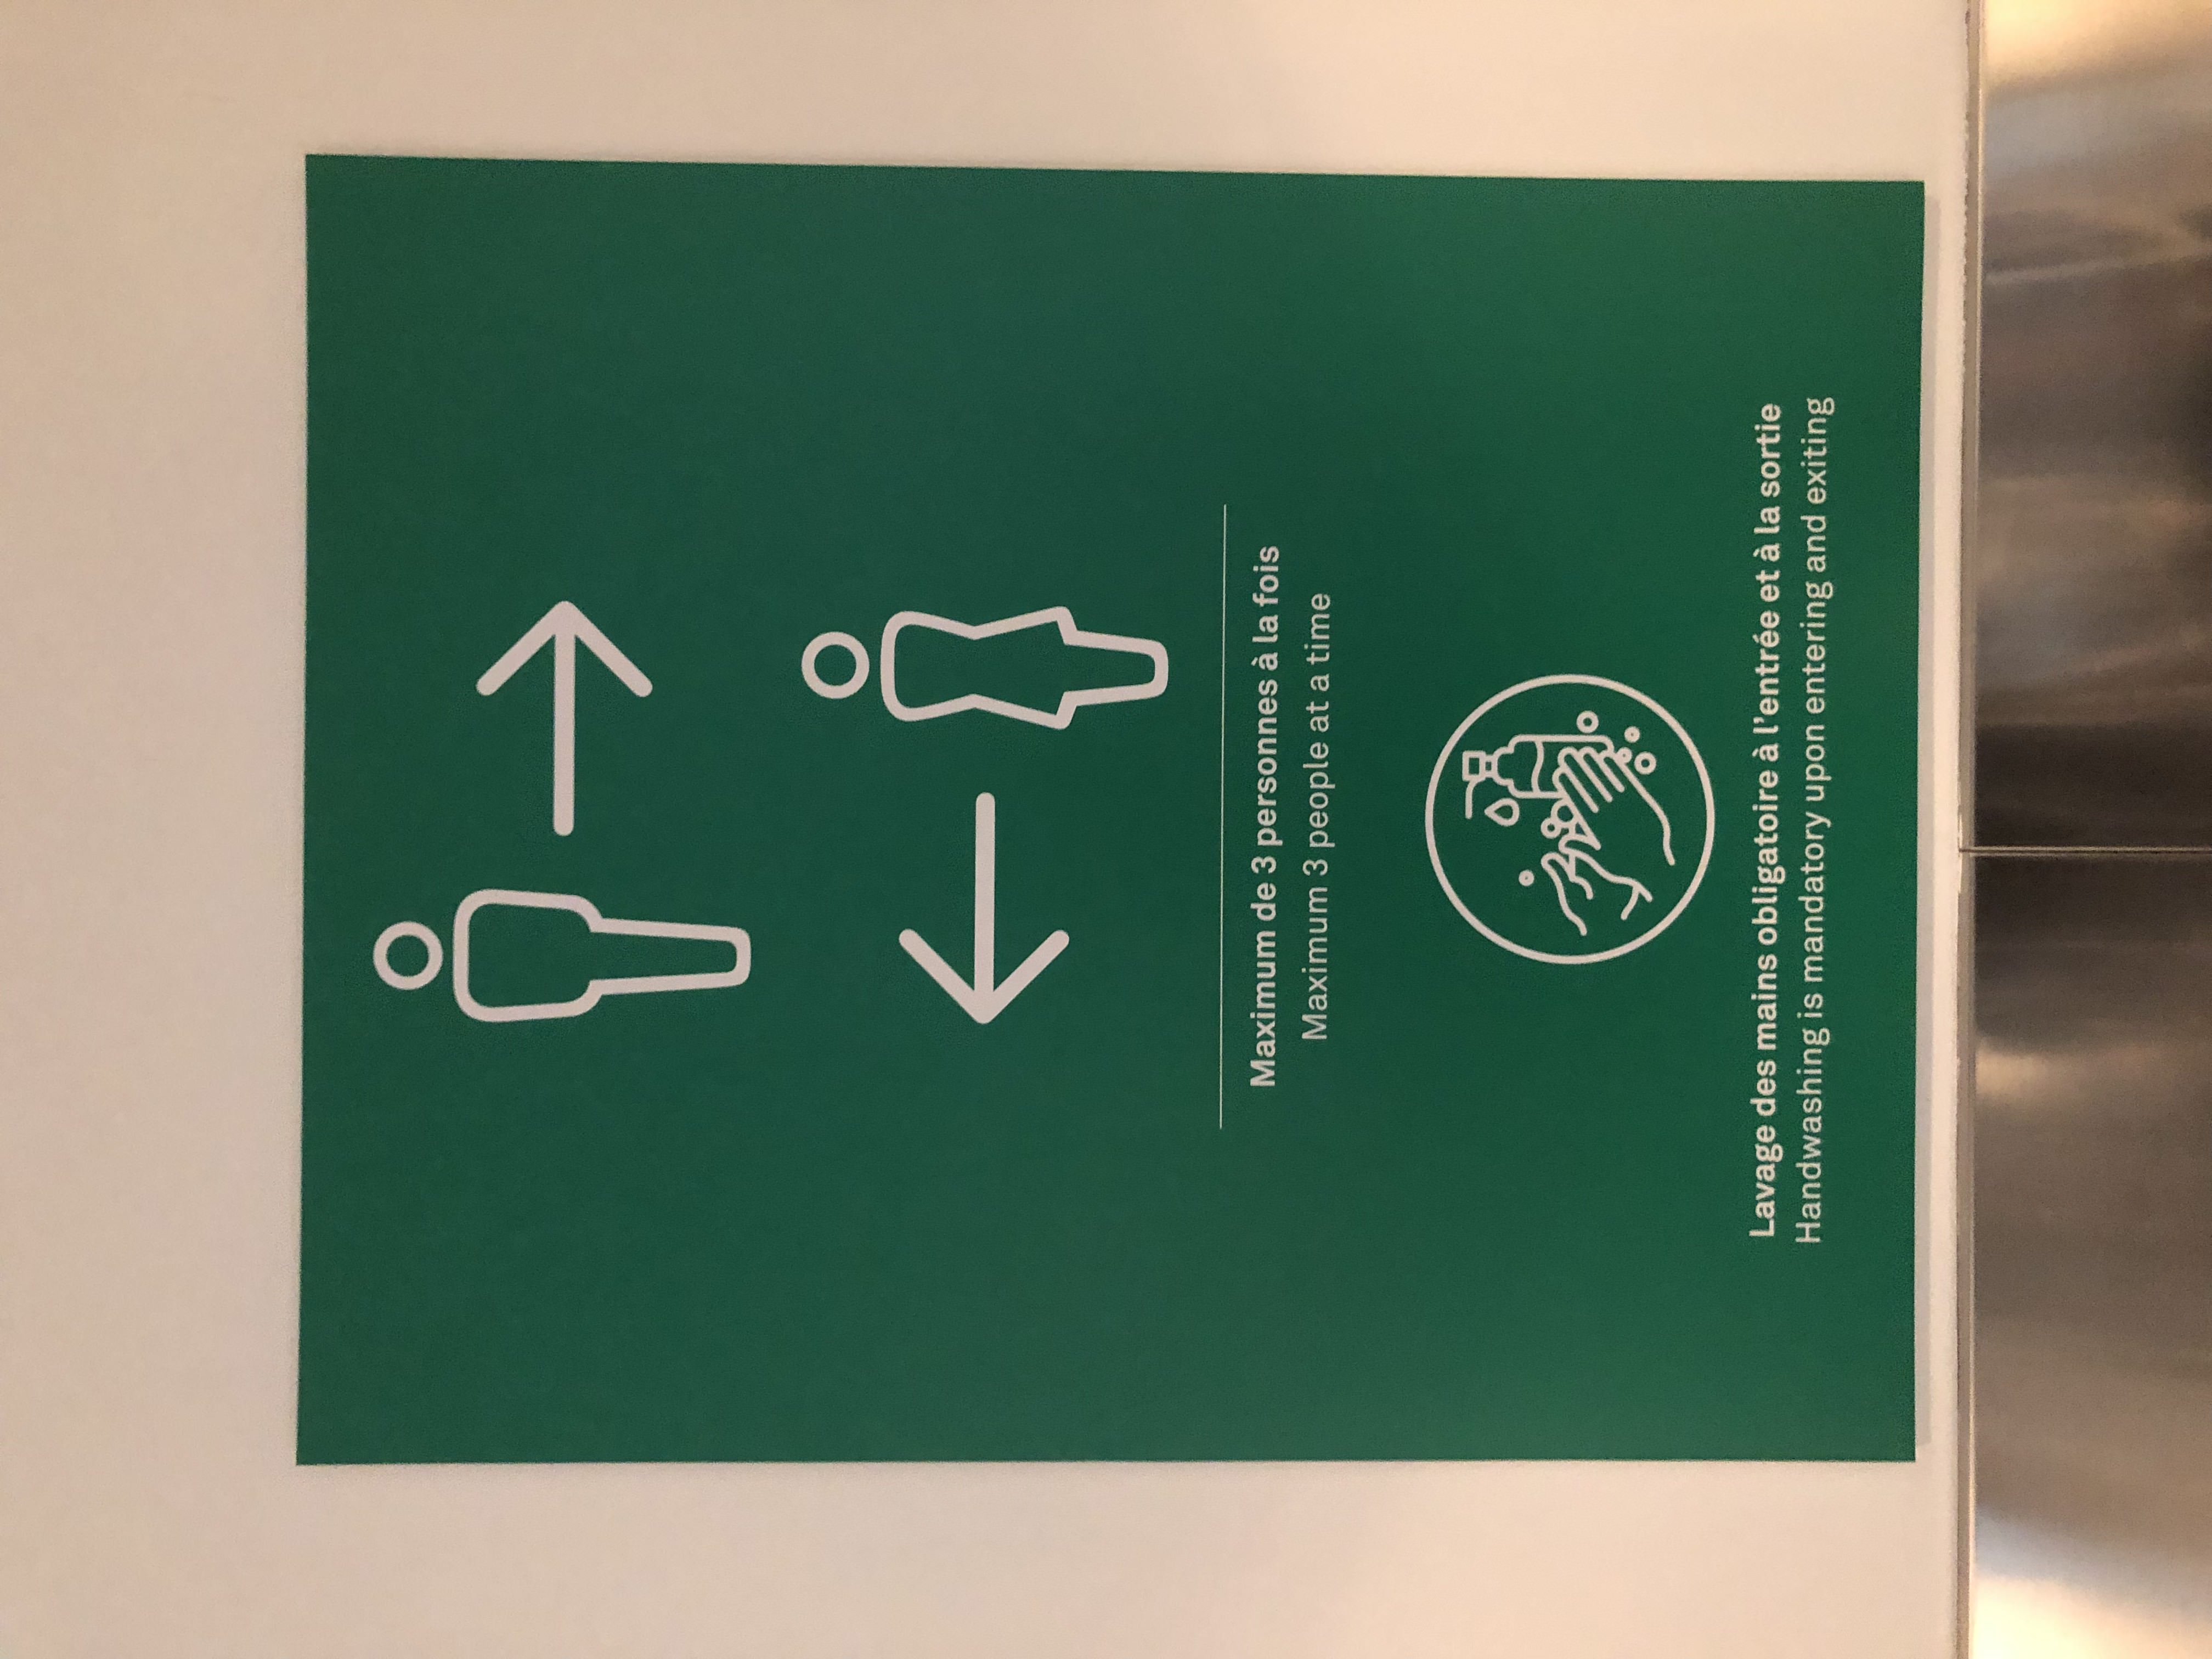 Maximum de 3 personnes à la fois
Maximum 3 people at a time
Lavage des mains obligatoire à l'entrée et à la sortie
Handwashing is mandatory upon entering and exiting